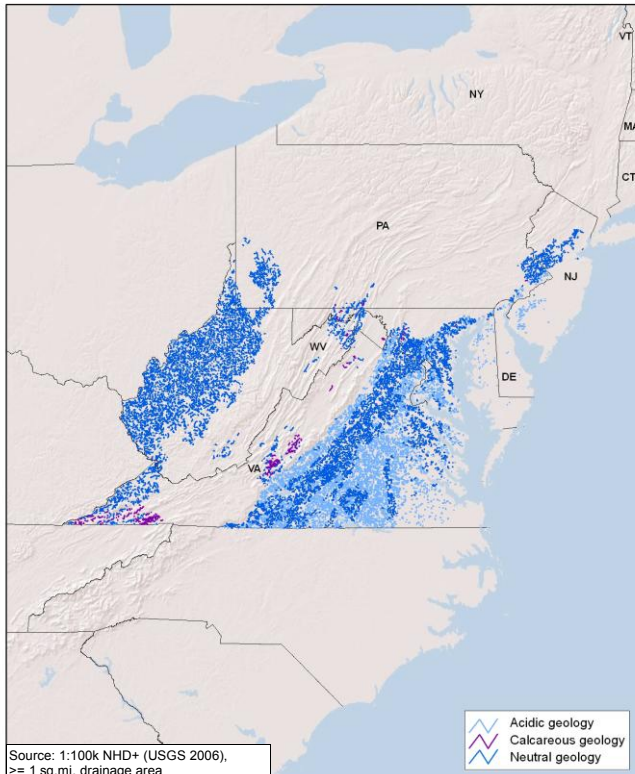 VT
NY
MA
CT
PA
NJ
WV
DE
VA
Acidic geology
Calcareous geology
Neutral geology
Source: 1:100k NHD+ (USGS 2006),
>= 1 sq.mi. drainage area